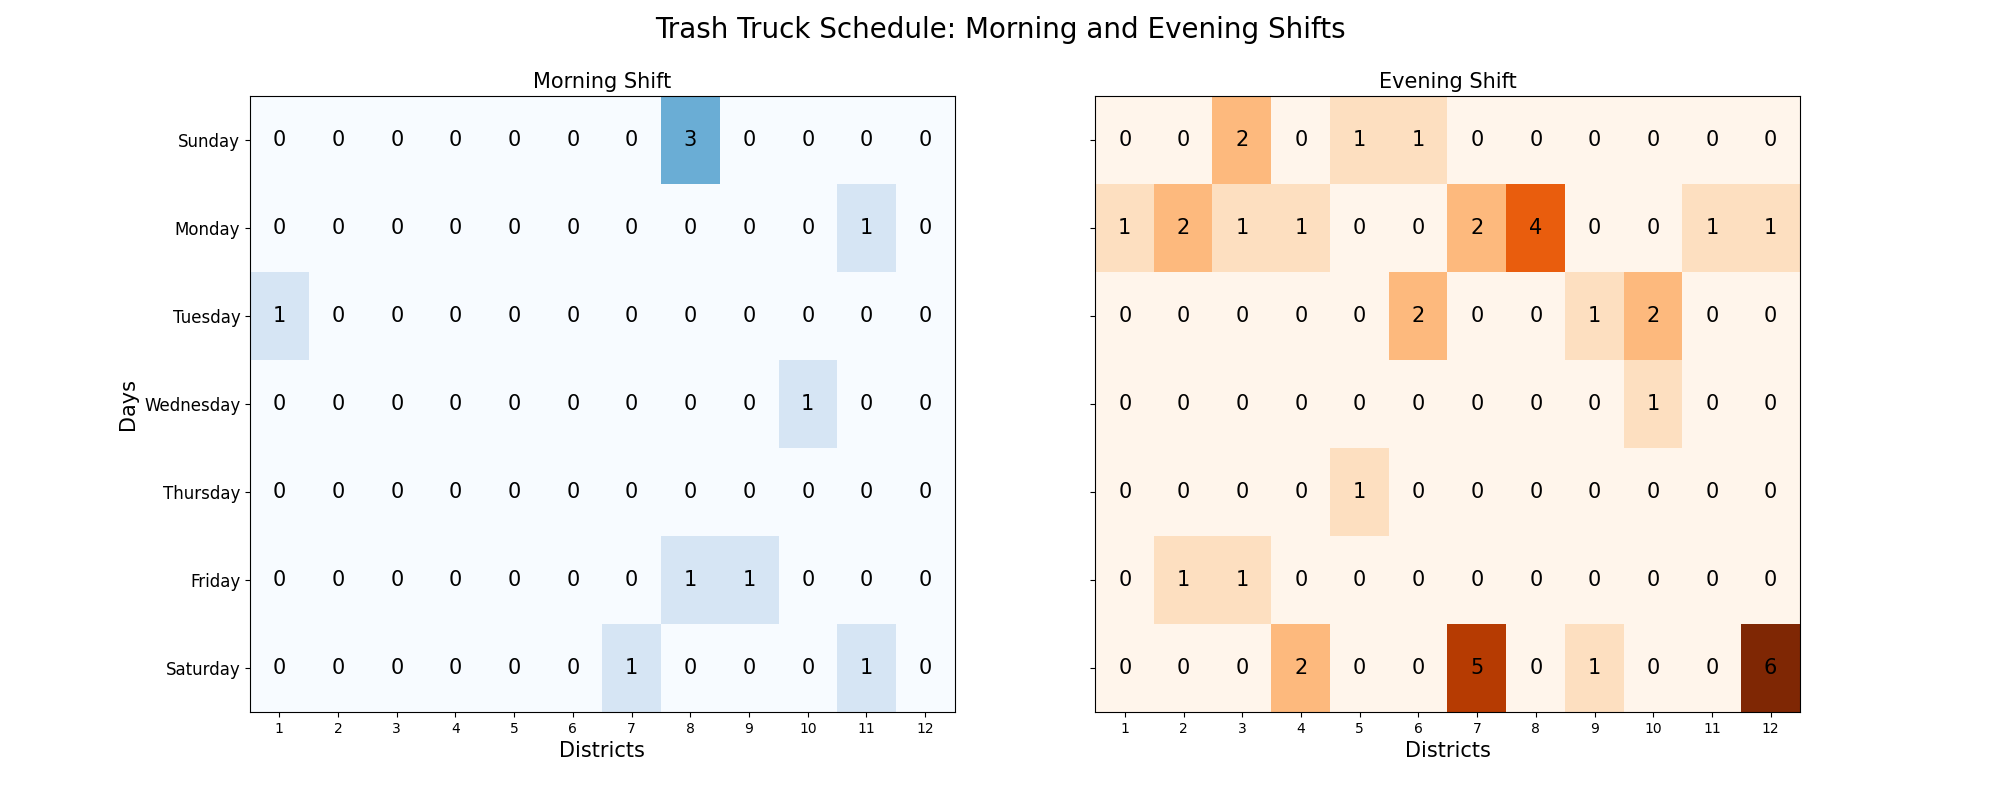 Trash Truck Schedule: Morning and Evening Shifts
Morning Shift
Days
Sunday 0 0 0 0 0 0 0 3 0 0 0 0
Monday 0 0 0 0 0 0 0 0 0 0 1 0
Tuesday 1 0 0 0 0 0 0 0 0 0 0 0
Wednesday 0 0 0 0 0 0 0 0 0 1 0 0
Thursday 0 0 0 0 0 0 0 0 0 0 0 0
Friday 0 0 0 0 0 0 0 1 1 0 0 0
Saturday 0 0 0 0 0 0 1 0 0 0 1 0
1 2 3 4 5 6 7 8 9 10 11 12
Districts
Evening Shift
0 0 2 0 1 1 0 0 0 0 0 0
1 2 1 1 0 0 2 4 0 0 1 1
0 0 0 0 0 2 0 0 1 2 0 0
0 0 0 0 0 0 0 0 0 1 0 0
0 0 0 0 1 0 0 0 0 0 0 0
0 1 1 0 0 0 0 0 0 0 0 0
0 0 0 2 0 0 5 0 1 0 0 6
1 2 3 4 5 6 7 8 9 10 11 12
Districts